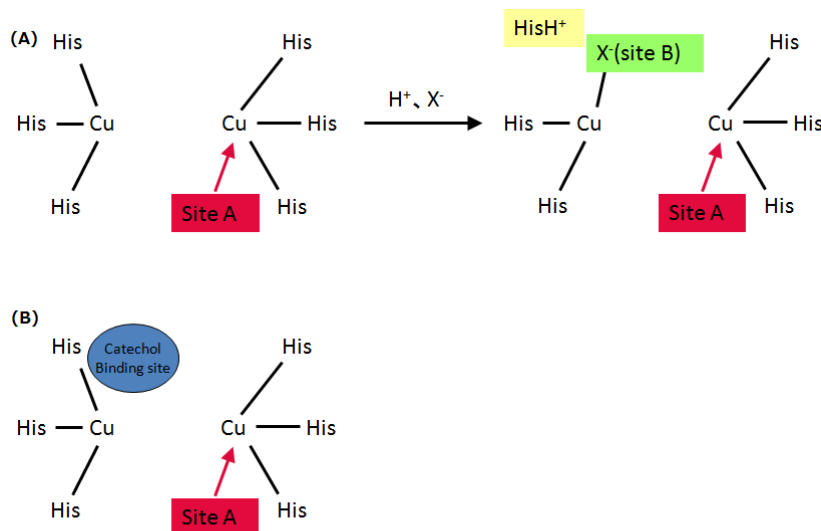 (A)
His
His
Cu
His
His
Cu
His
His
Site A
H⁺、X⁻
HisH⁺
X⁻(site B)
His
Cu
His
His
Cu
His
His
Site A
(B)
His
Catechol
Binding site
His
Cu
His
His
Cu
His
His
Site A